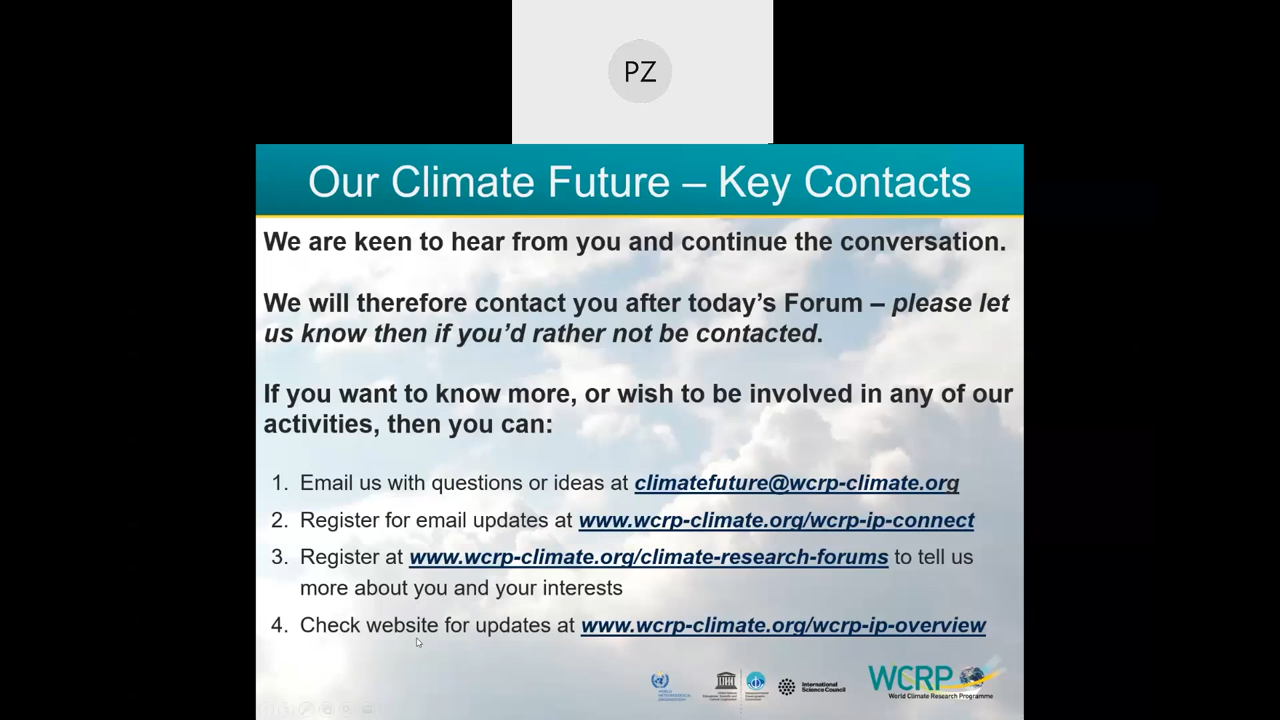 PZ
Our Climate Future – Key Contacts
We are keen to hear from you and continue the conversation.
We will therefore contact you after today’s Forum – please let
us know then if you’d rather not be contacted.
If you want to know more, or wish to be involved in any of our
activities, then you can:
1. Email us with questions or ideas at climatefuture@wcrp-climate.org
2. Register for email updates at www.wcrp-climate.org/wcrp-ip-connect
3. Register at www.wcrp-climate.org/climate-research-forums to tell us
more about you and your interests
4. Check website for updates at www.wcrp-climate.org/wcrp-ip-overview
International
Science Council
WCRP
World Climate Research Programme